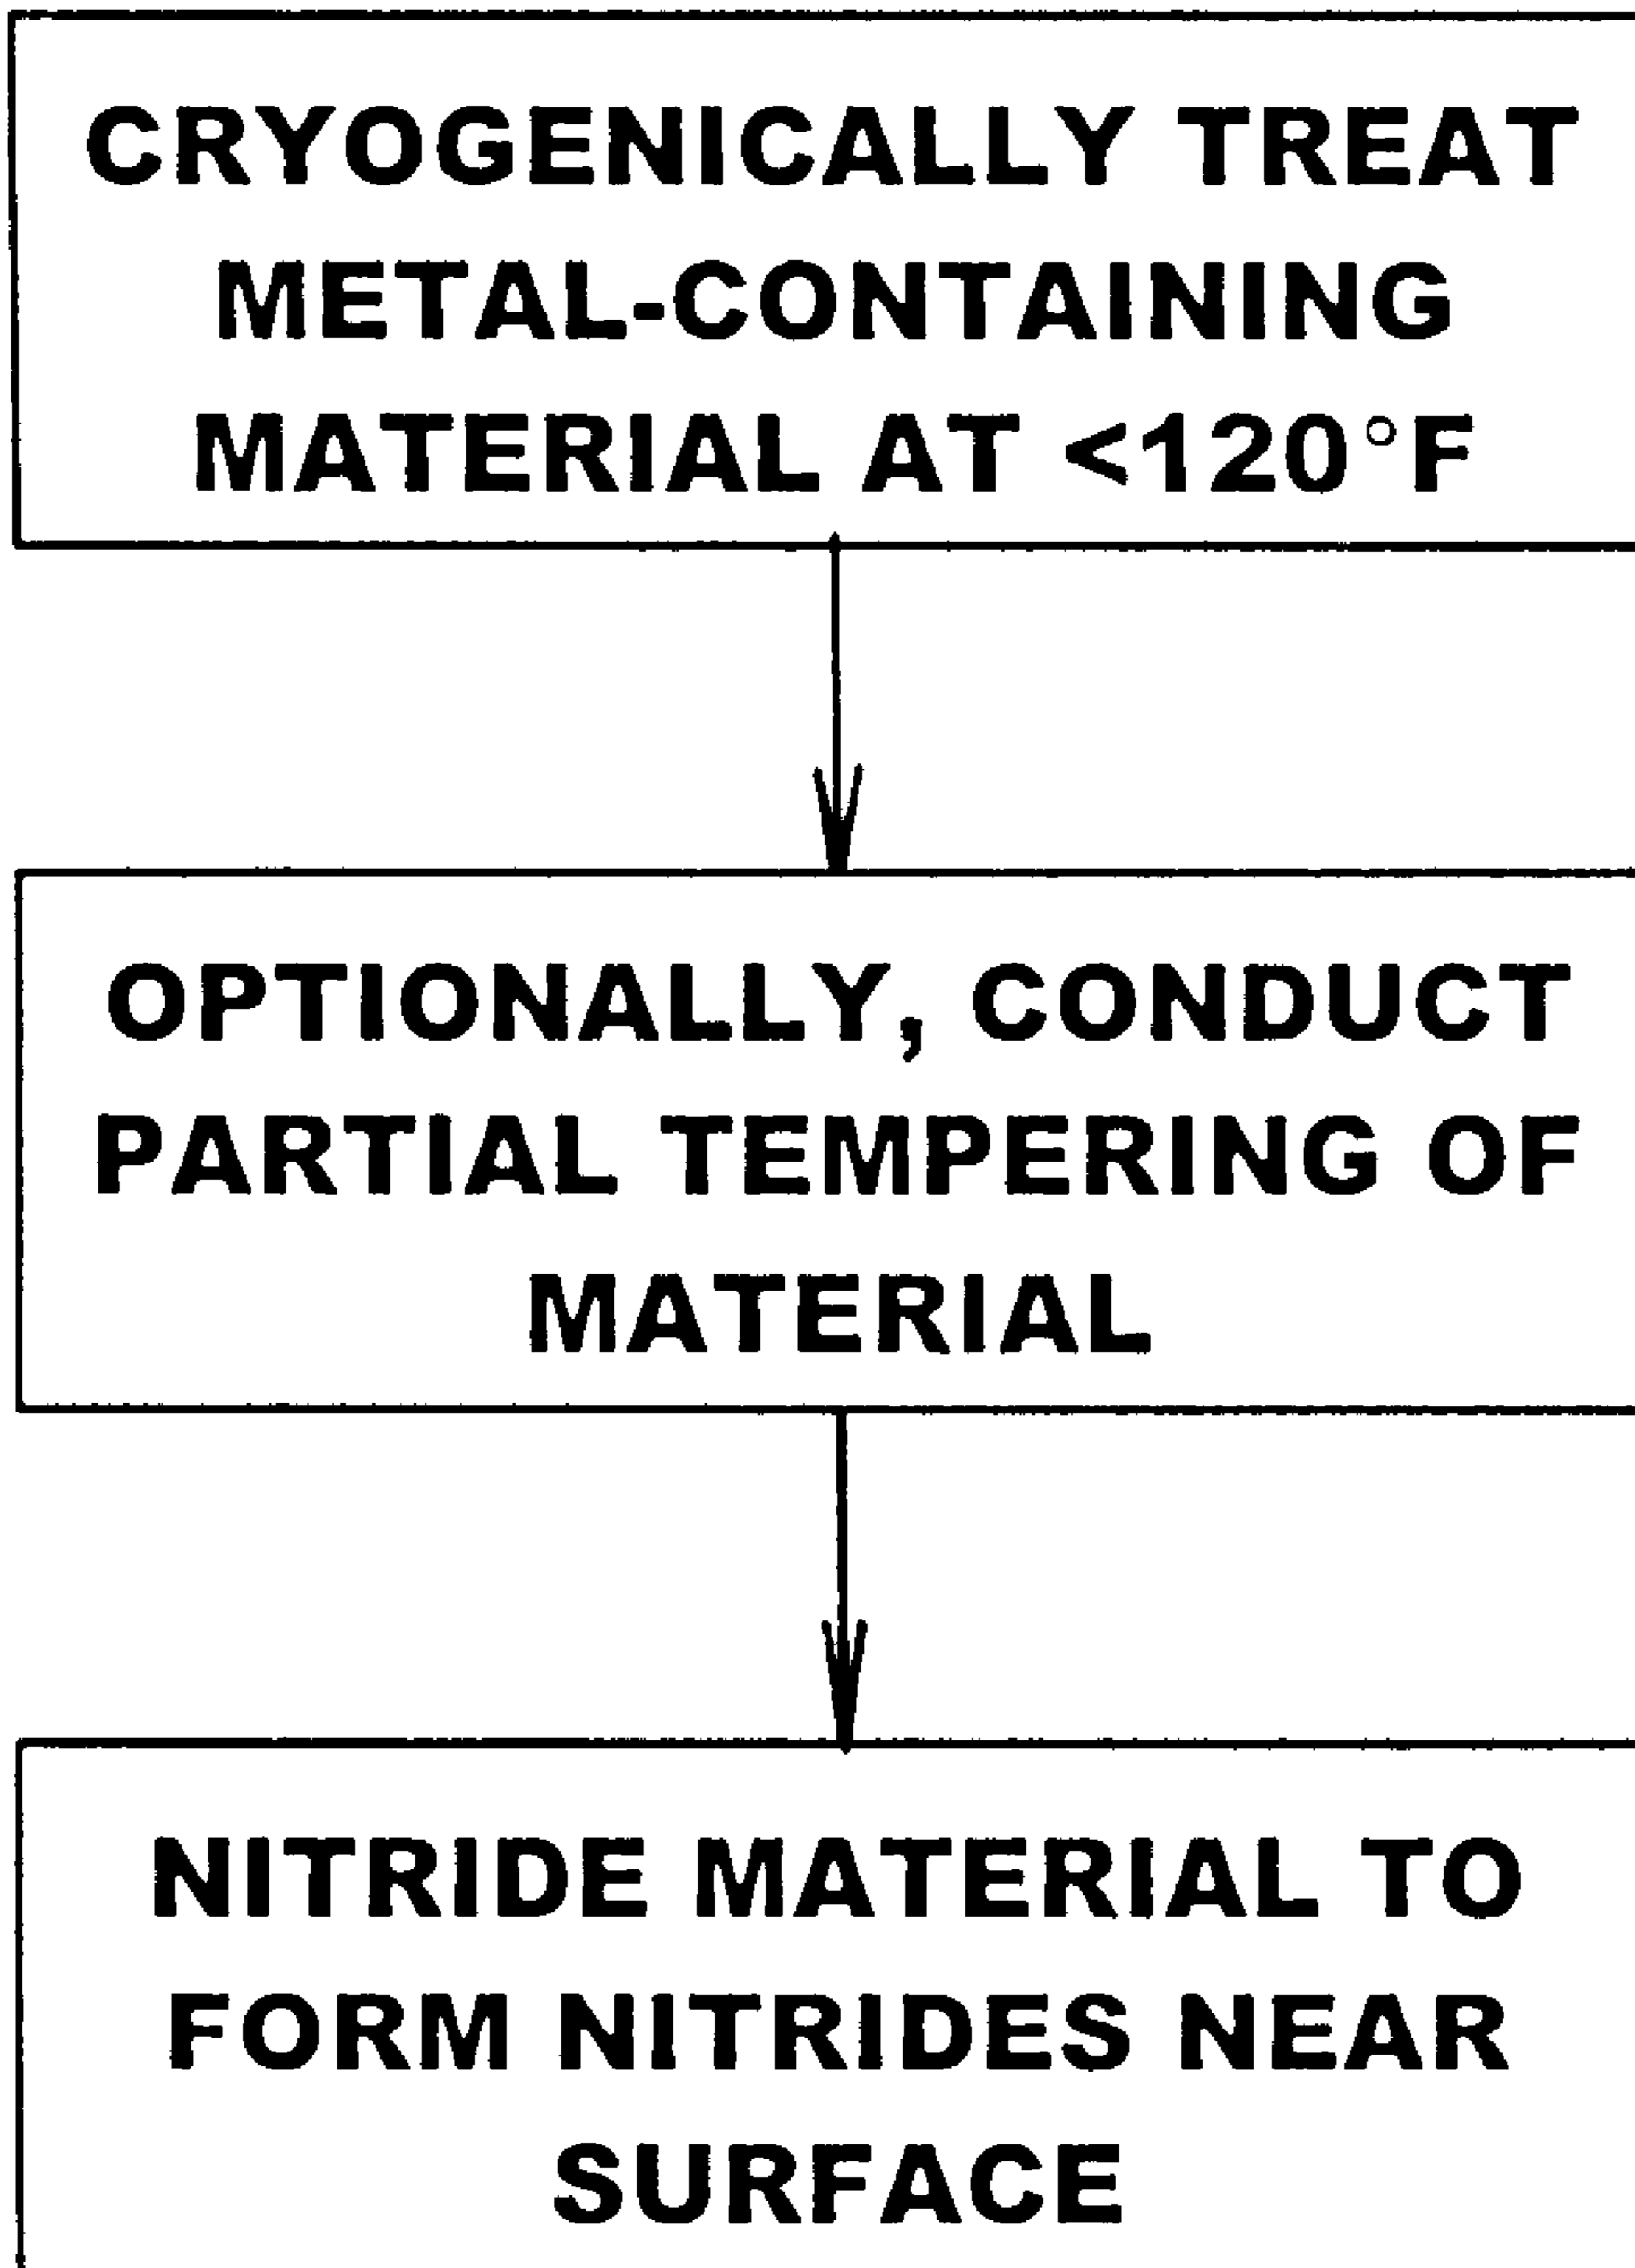 CRYOGENICALLY TREAT
METAL-CONTAINING
MATERIAL AT <120°F
OPTIONALLY, CONDUCT
PARTIAL TEMPERING OF
MATERIAL
NITRIDE MATERIAL TO
FORM NITRIDES NEAR
SURFACE